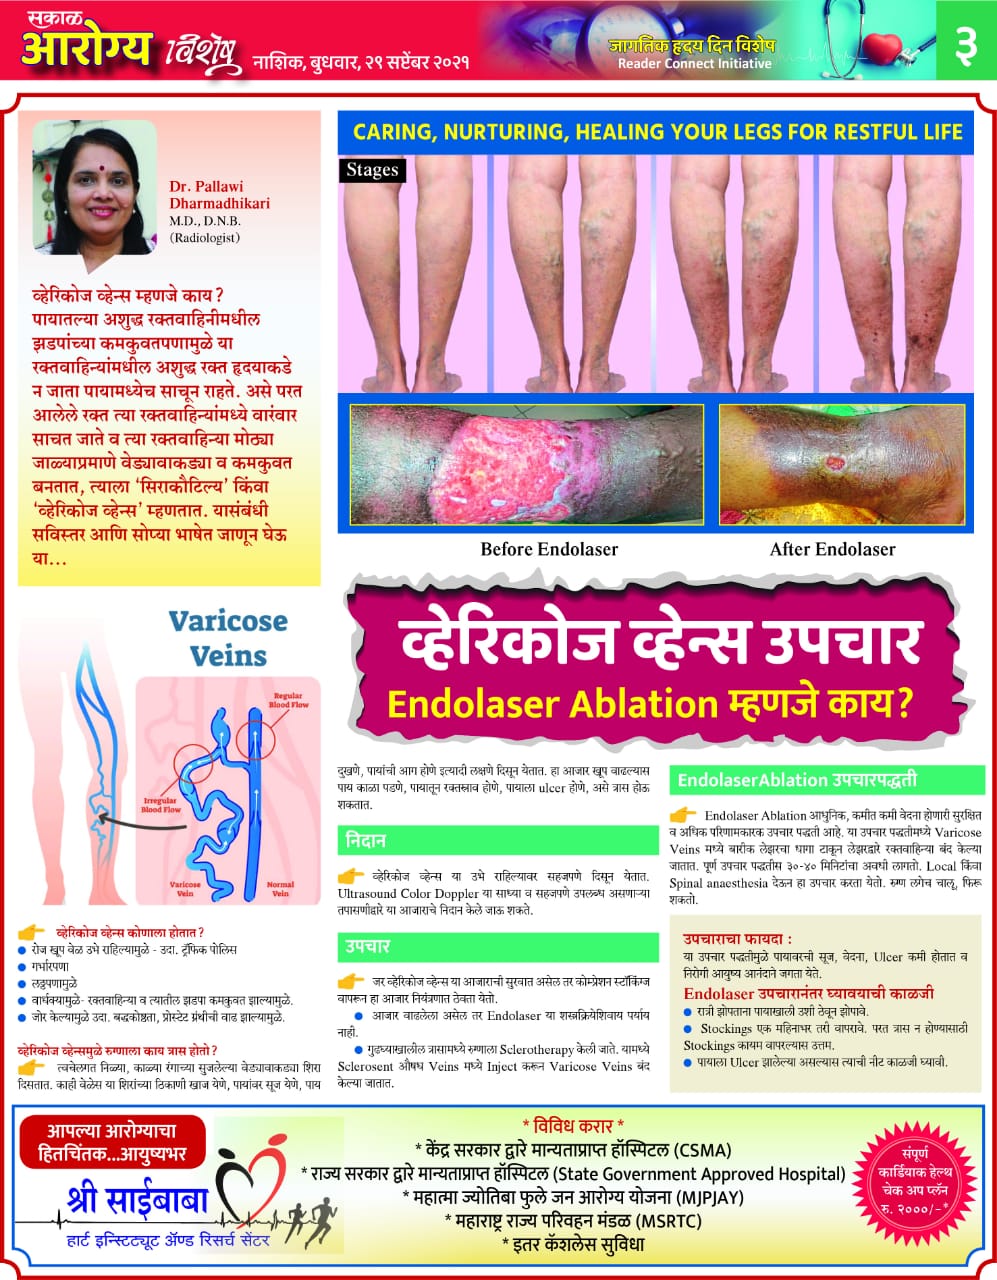 सकाळ
आरोग्य विशेष
नाशिक, बुधवार, २९ सप्टेंबर २०२१
जागतिक हृदय दिन विशेष
Reader Connect Initiative
३
Dr. Pallawi
Dharmadhikari
M.D., D.N.B.
(Radiologist)
व्हेरिकोज व्हेन्स म्हणजे काय?
पायातल्या अशुद्ध रक्तवाहिनीमधील
झडपांच्या कमकुवतपणामुळे या
रक्तवाहिन्यांमधील अशुद्ध रक्त हृदयाकडे
न जाता पायामध्येच साचून राहते. असे परत
आलेले रक्त त्या रक्तवाहिन्यांमध्ये वारंवार
साचत जाते व त्या रक्तवाहिन्या मोठ्या
जाळ्याप्रमाणे वेड्यावाकड्या व कमकुवत
बनतात, त्याला ‘सिराकौटिल्य’ किंवा
‘व्हेरिकोज व्हेन्स’ म्हणतात. यासंबंधी
सविस्तर आणि सोप्या भाषेत जाणून घेऊ
या...
CARING, NURTURING, HEALING YOUR LEGS FOR RESTFUL LIFE
Stages
Before Endolaser
After Endolaser
Varicose
Veins
Regular
Blood Flow
Irregular
Blood Flow
Varicose
Vein
Normal
Vein
व्हेरिकोज व्हेन्स कोणाला होतात?
रोज खूप वेळ उभे राहिल्यामुळे - उदा. ट्रॅफिक पोलिस
गर्भारपणा
लठ्ठपणामुळे
वार्धक्यामुळे- रक्तवाहिन्या व त्यातील झडपा कमकुवत झाल्यामुळे.
जोर केल्यामुळे उदा. बद्धकोष्ठता, प्रोस्टेट ग्रंथीची वाढ झाल्यामुळे.
व्हेरिकोज व्हेन्समुळे रुग्णाला काय त्रास होतो?
त्वचेलगत निळ्या, काळ्या रंगाच्या सुजलेल्या वेड्यावाकड्या शिरा
दिसतात. काही वेळेस या शिरांच्या ठिकाणी खाज येणे, पायांवर सूज येणे, पाय
व्हेरिकोज व्हेन्स उपचार
Endolaser Ablation म्हणजे काय?
दुखणे, पायांची आग होणे इत्यादी लक्षणे दिसून येतात. हा आजार खूप वाढल्यास
पाय काळा पडणे, पायातून रक्तस्त्राव होणे, पायाला ulcer होणे, असे त्रास होऊ
शकतात.
निदान
व्हेरिकोज व्हेन्स या उभे राहिल्यावर सहजपणे दिसून येतात.
Ultrasound Color Doppler या साध्या व सहजपणे उपलब्ध असणाऱ्या
तपासणीद्वारे या आजाराचे निदान केले जाऊ शकते.
उपचार
जर व्हेरिकोज व्हेन्स या आजाराची सुरवात असेल तर कोम्प्रेशन स्टॉकिंग्ज
वापरून हा आजार नियंत्रणात ठेवता येतो.
आजार वाढलेला असेल तर Endolaser या शस्त्रक्रियेशिवाय पर्याय
नाही.
गुडघ्याखालील त्रासामध्ये रुग्णाला Sclerotherapy केली जाते. यामध्ये
Sclerosent औषध Veins मध्ये Inject करून Varicose Veins बंद
केल्या जातात.
EndolaserAblation उपचारपद्धती
Endolaser Ablation आधुनिक, कमीत कमी वेदना होणारी सुरक्षित
व अधिक परिणामकारक उपचार पद्धती आहे. या उपचार पद्धतीमध्ये Varicose
Veins मध्ये बारीक लेझरचा धागा टाकून लेझरद्वारे रक्तवाहिन्या बंद केल्या
जातात. पूर्ण उपचार पद्धतीस ३०-४० मिनिटांचा अवधी लागतो. Local किंवा
Spinal anaesthesia देऊन हा उपचार करता येतो. रुग्ण लगेच चालू, फिरू
शकतो.
उपचाराचा फायदा :
या उपचार पद्धतीमुळे पायावरची सूज, वेदना, Ulcer कमी होतात व
निरोगी आयुष्य आनंदाने जगता येते.
Endolaser उपचारानंतर घ्यावयाची काळजी
रात्री झोपताना पायाखाली उशी ठेवून झोपावे.
Stockings एक महिनाभर तरी वापरावे. परत त्रास न होण्यासाठी
Stockings कायम वापरल्यास उत्तम.
पायाला Ulcer झालेल्या असल्यास त्याची नीट काळजी घ्यावी.
आपल्या आरोग्याचा
हितचिंतक...आयुष्यभर
श्री साईबाबा
हार्ट इन्स्टिट्यूट अ‍ॅण्ड रिसर्च सेंटर
* विविध करार *
* केंद्र सरकार द्वारे मान्यताप्राप्त हॉस्पिटल (CSMA)
* राज्य सरकार द्वारे मान्यताप्राप्त हॉस्पिटल (State Government Approved Hospital)
* महात्मा ज्योतिबा फुले जन आरोग्य योजना (MJPJAY)
* महाराष्ट्र राज्य परिवहन मंडळ (MSRTC)
* इतर कॅशलेस सुविधा
संपूर्ण
कार्डियाक हेल्थ
चेक अप प्लॅन
रु. २०००/-*